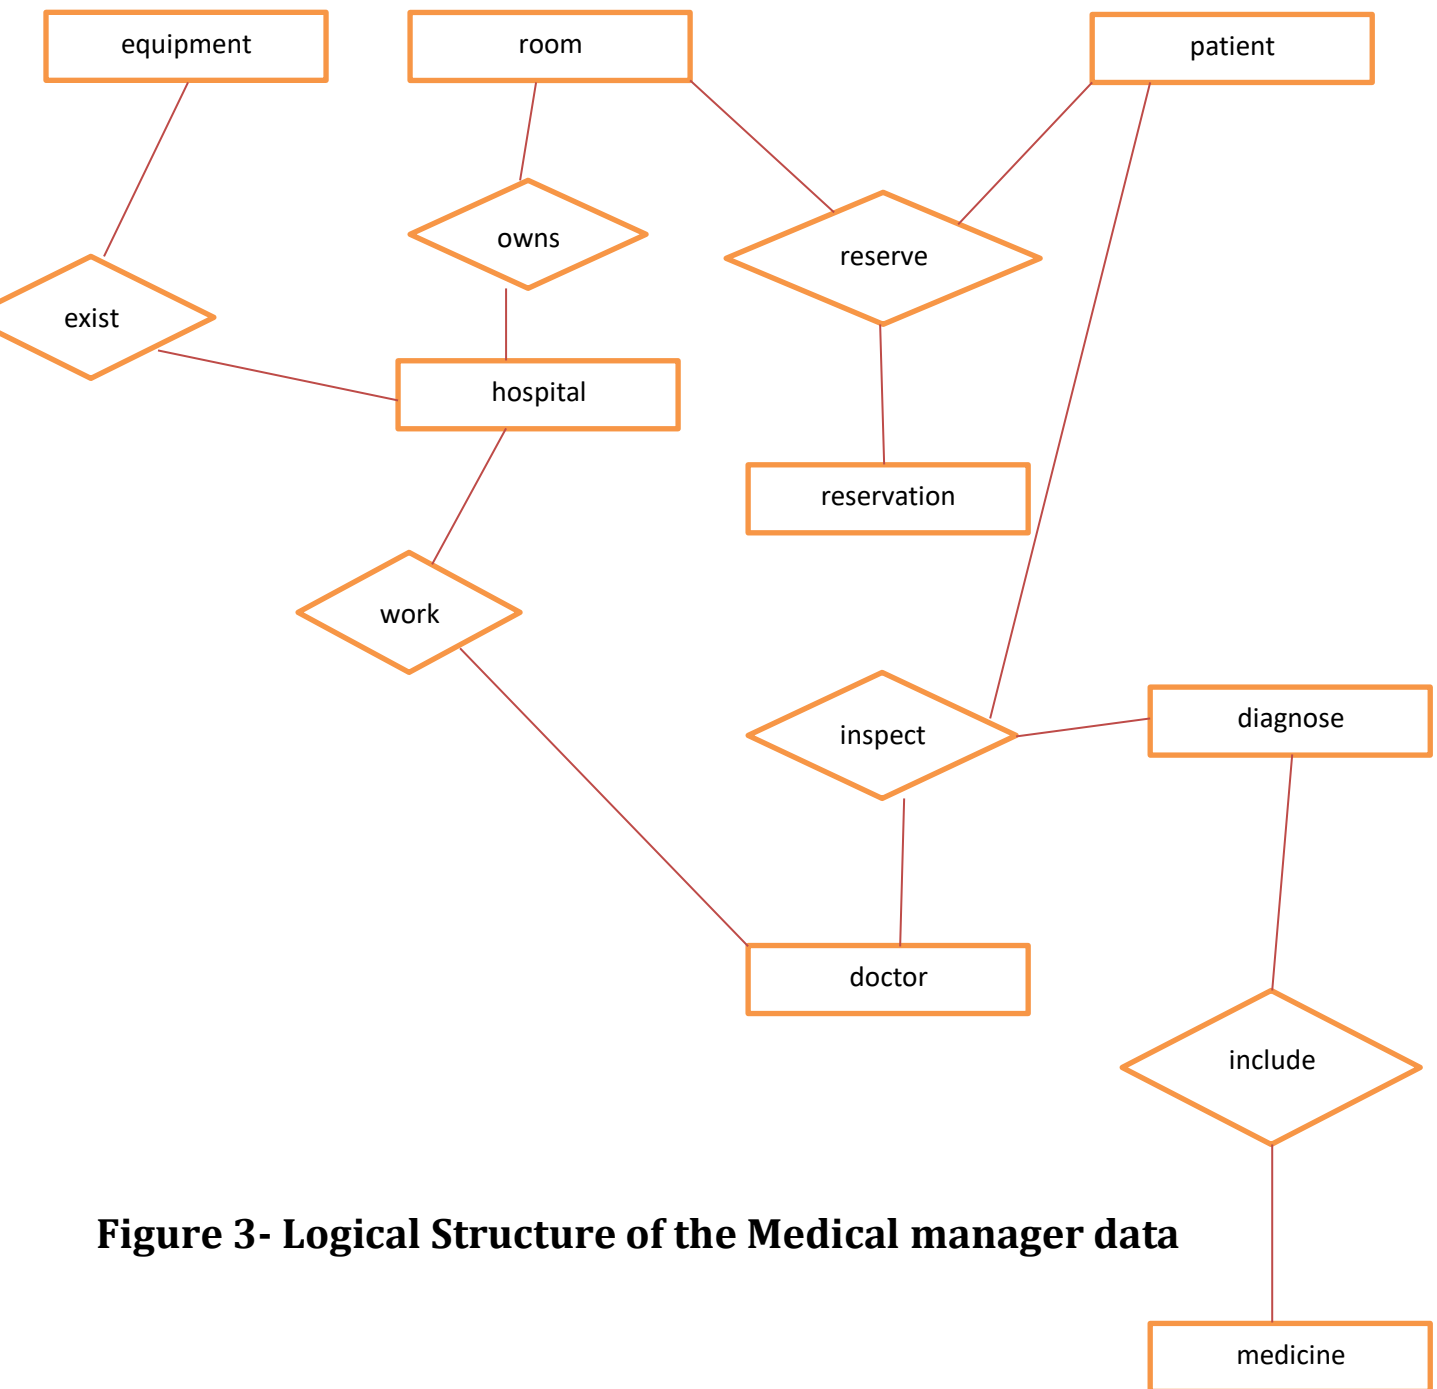 equipment
room
patient
owns
reserve
exist
hospital
reservation
work
inspect
diagnose
doctor
include
Figure 3- Logical Structure of the Medical manager data
medicine